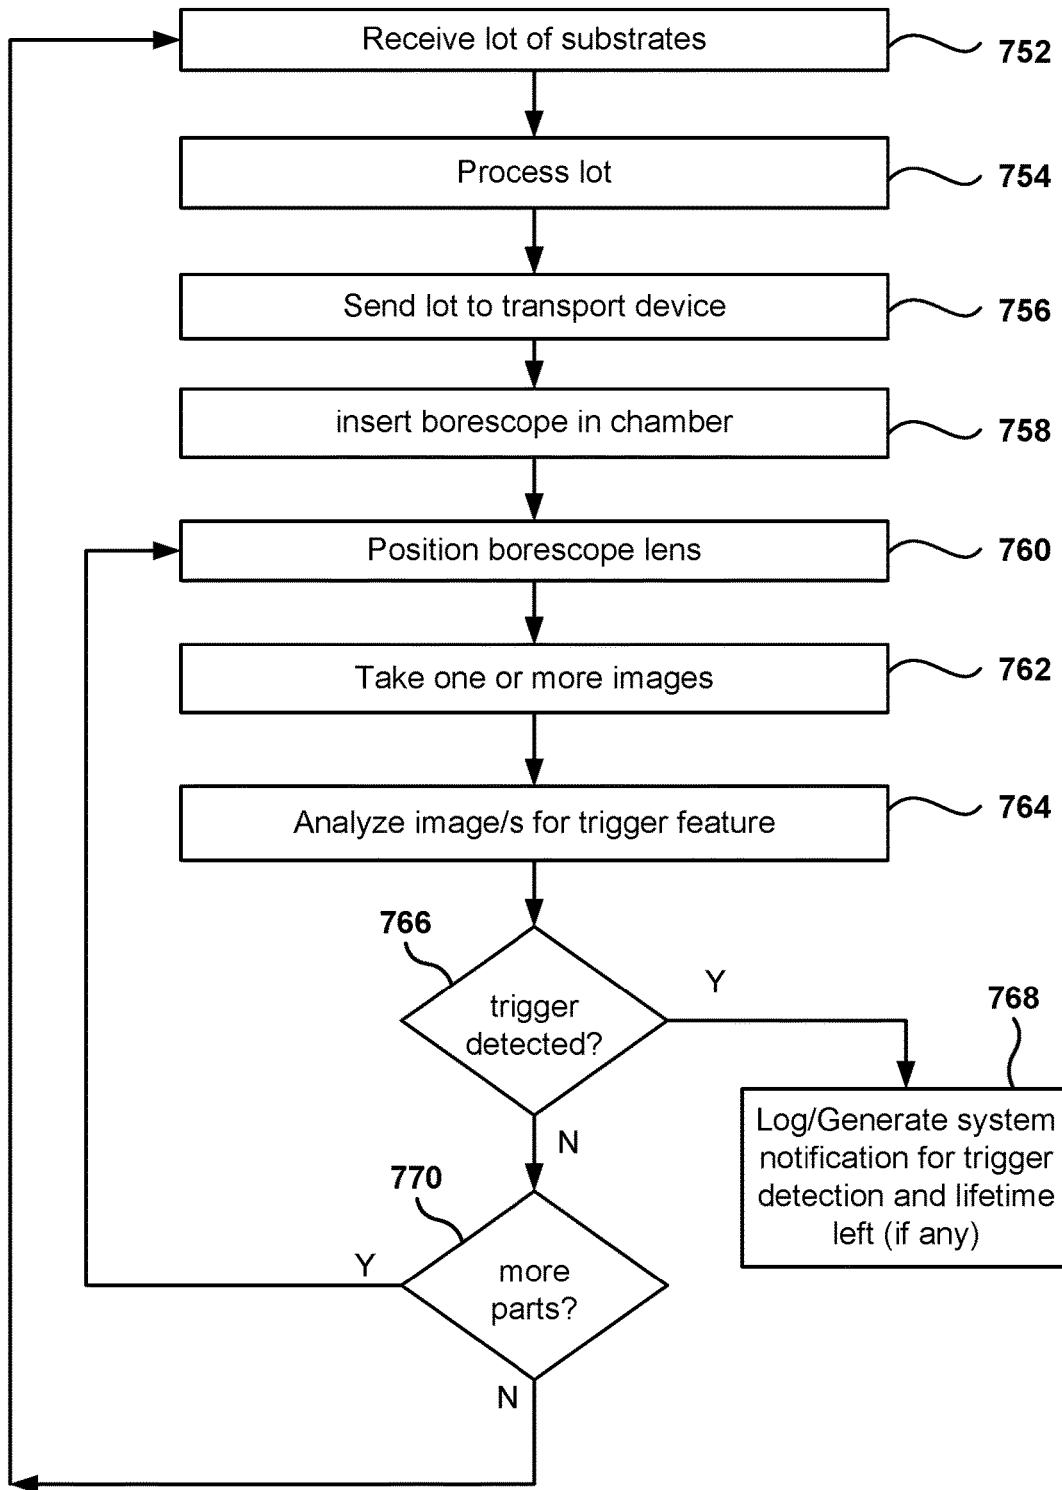 Receive lot of substrates
752
Process lot
754
Send lot to transport device
756
insert borescope in chamber
758
Position borescope lens
760
Take one or more images
762
Analyze image/s for trigger feature
764
766
trigger
detected?
Y
N
768
Log/Generate system
notification for trigger
detection and lifetime
left (if any)
770
more
parts?
Y
N